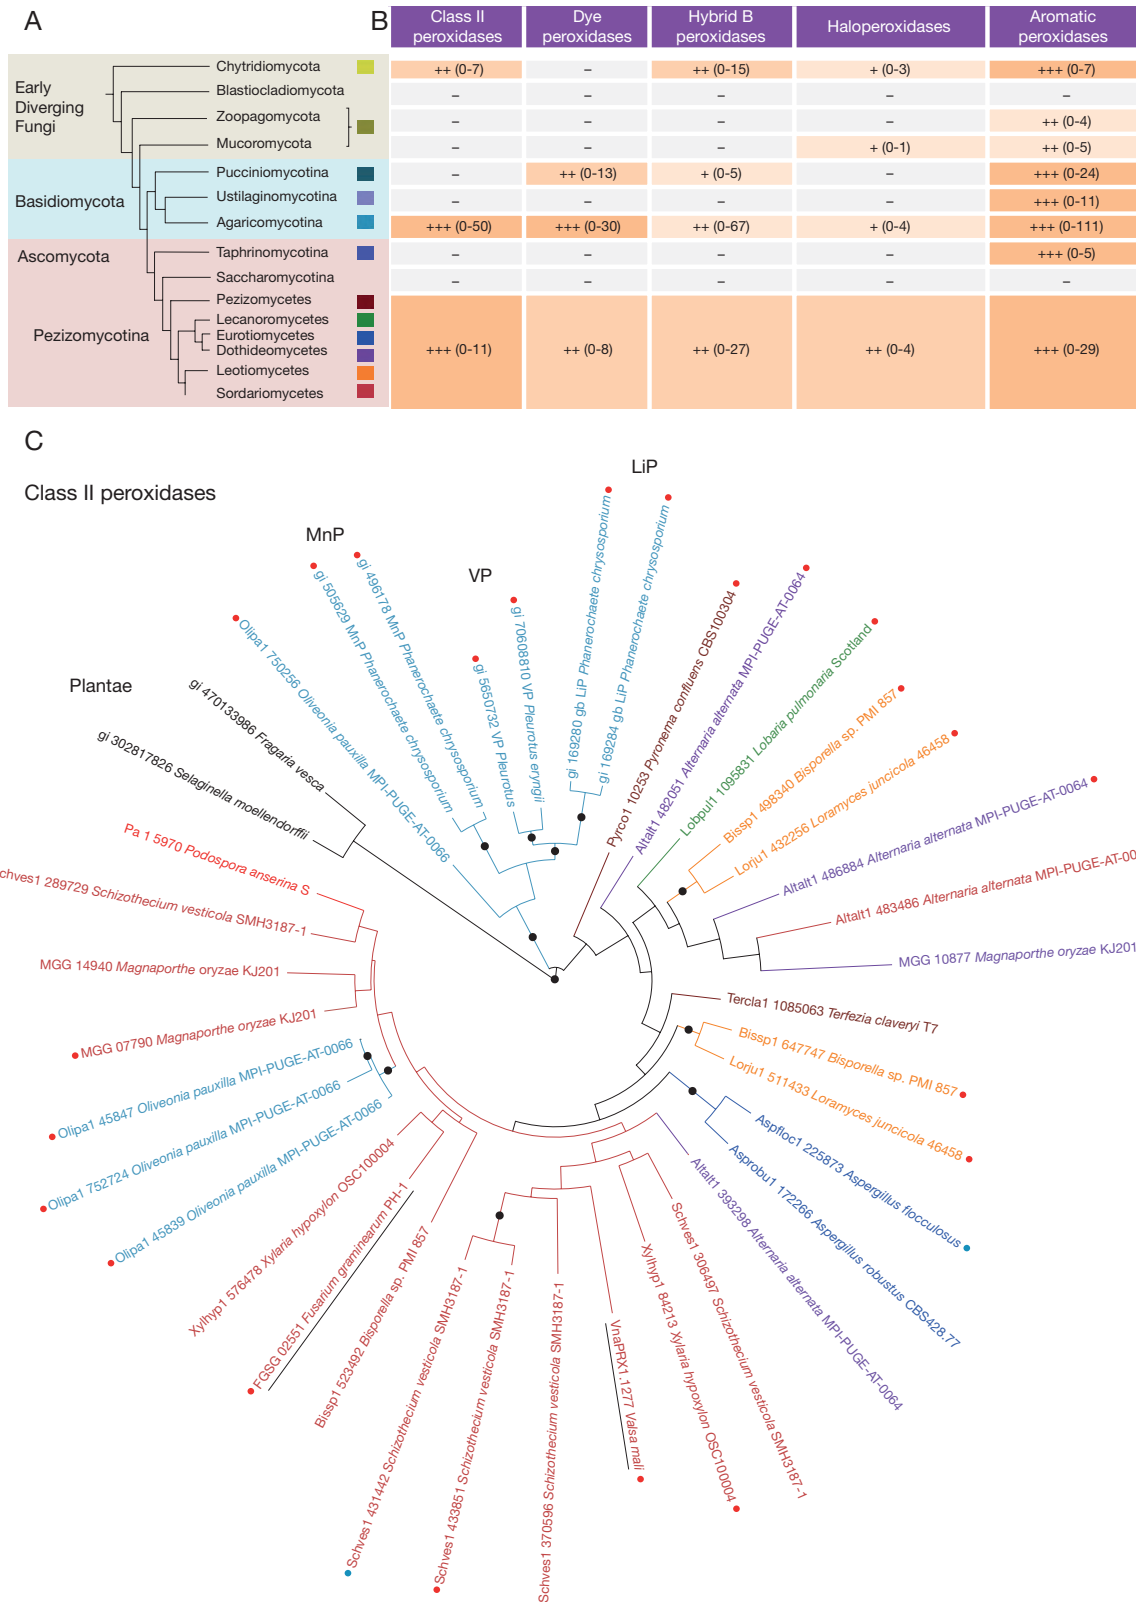 A
B
Class II peroxidases
Dye peroxidases
Hybrid B peroxidases
Haloperoxidases
Aromatic peroxidases
Early
Diverging
Fungi
Chytridiomycota
++ (0-7)
–
++ (0-15)
+ (0-3)
+++ (0-7)
Blastiocladiomycota
–
–
–
–
–
Zoopagomycota
–
–
–
–
++ (0-4)
Mucoromycota
–
–
–
+ (0-1)
++ (0-5)
Basidiomycota
Pucciniomycotina
–
++ (0-13)
+ (0-5)
–
+++ (0-24)
Ustilaginomycotina
–
–
–
–
+++ (0-11)
Agaricomycotina
+++ (0-50)
+++ (0-30)
++ (0-67)
+ (0-4)
+++ (0-111)
Ascomycota
Taphrinomycotina
–
–
–
–
+++ (0-5)
Saccharomycotina
–
–
–
–
–
Pezizomycotina
Pezizomycetes
Lecanoromycetes
Eurotiomycetes
Dothideomycetes
Leotiomycetes
Sordariomycetes
+++ (0-11)
++ (0-8)
++ (0-27)
++ (0-4)
+++ (0-29)
C
Class II peroxidases
Plantae
MnP
VP
LiP
gi 302817826 Selaginella moellendorffii
gi 470133986 Fragaria vesca
Olipa1 750256 Oliveonia pauxilla MPI-PUGE-AT-0066
gi 505629 MnP Phanerochaete chrysosporium
gi 496178 MnP Phanerochaete chrysosporium
gi 5650732 VP Pleurotus
gi 70608810 VP Pleurotus eryngii
gi 169280 gb LiP Phanerochaete chrysosporium
gi 169284 gb LiP Phanerochaete chrysosporium
Pyrco1 10253 Pyronema confluens CBS100304
Altalt1 482051 Alternaria alternata MPI-PUGE-AT-0064
Lobpul1 1095831 Lobaria pulmonaria Scotland
Bissp1 498340 Bisporella sp. PMI 857
Lorju1 432256 Loramyces juncicola 46458
Altalt1 486884 Alternaria alternata MPI-PUGE-AT-0064
Altalt1 483486 Alternaria alternata MPI-PUGE-AT-00
MGG 10877 Magnaporthe oryzae KJ201
Tercla1 1085063 Terfezia claveryi T7
Bissp1 647747 Bisporella sp. PMI 857
Lorju1 511433 Loramyces juncicola 46458
Aspfloc1 225873 Aspergillus flocculosus
Asprobu1 172266 Aspergillus robustus CBS428.77
Altalt1 393298 Alternaria alternata MPI-PUGE-AT-0064
Schves1 306497 Schizothecium vesticola SMH3187-1
Xylhyp1 84213 Xylaria hypoxylon OSC100004
VnaPRX1.1277 Valsa mali
Schves1 370596 Schizothecium vesticola SMH3187-1
Schves1 433851 Schizothecium vesticola SMH3187-1
Schves1 431442 Schizothecium vesticola SMH3187-1
Bissp1 523492 Bisporella sp. PMI 857
FGSG 02551 Fusarium graminearum PH-1
Xylhyp1 576478 Xylaria hypoxylon OSC100004
Olipa1 45839 Oliveonia pauxilla MPI-PUGE-AT-0066
Olipa1 752724 Oliveonia pauxilla MPI-PUGE-AT-0066
Olipa1 45847 Oliveonia pauxilla MPI-PUGE-AT-0066
MGG 07790 Magnaporthe oryzae KJ201
MGG 14940 Magnaporthe oryzae KJ201
chves1 289729 Schizothecium vesticola SMH3187-1
Pa 1 5970 Podospora anserina S